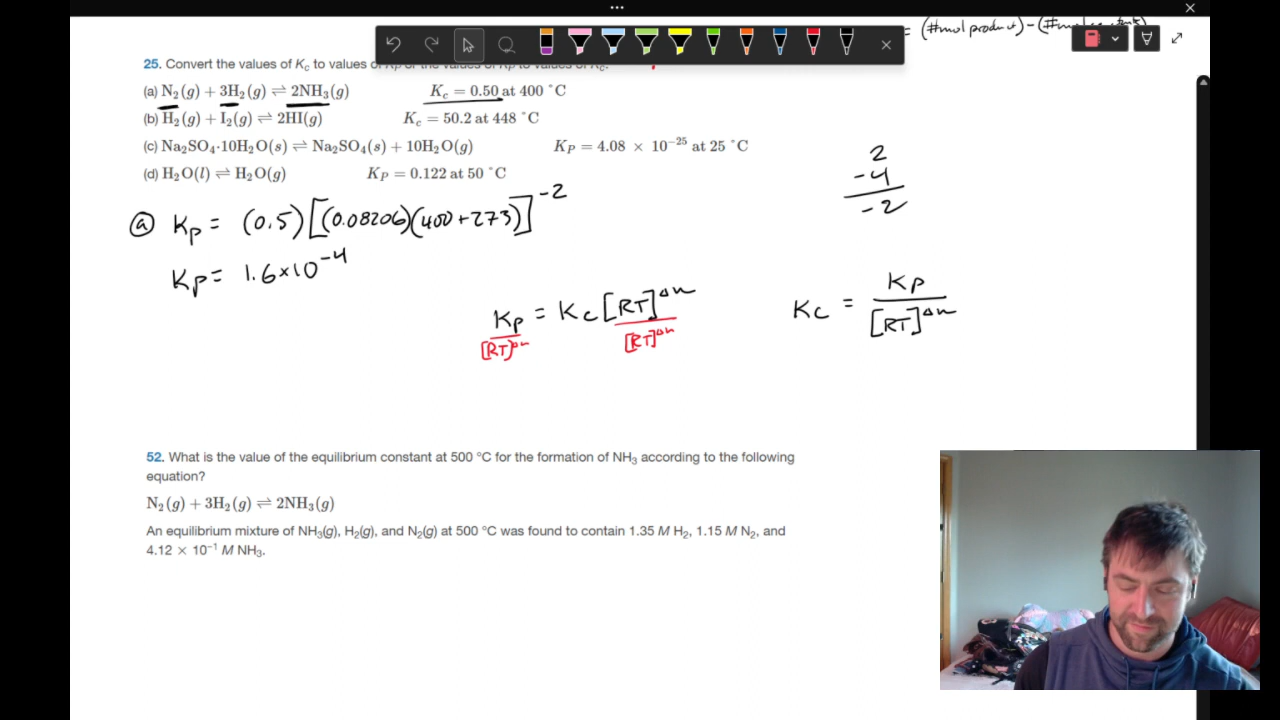 = (#mol product) - (#
25. Convert the values of Kc to values of KP or the values of KP to values of Kc.
(a) N₂(g) + 3H₂(g) ⇌ 2NH₃(g) Kc = 0.50 at 400 °C
(b) H₂(g) + I₂(g) ⇌ 2HI(g) Kc = 50.2 at 448 °C
(c) Na₂SO₄·10H₂O(s) ⇌ Na₂SO₄(s) + 10H₂O(g) KP = 4.08 × 10⁻²⁵ at 25 °C
(d) H₂O(l) ⇌ H₂O(g) KP = 0.122 at 50 °C
2
-4
-2
ⓐ Kp = (0.5)[(0.08206)(400+273)]⁻²
Kp = 1.6×10⁻⁴
Kp = Kc[RT]^Δn
[RT]^Δn [RT]^Δn
Kc = Kp / [RT]^Δn
52. What is the value of the equilibrium constant at 500 °C for the formation of NH₃ according to the following
equation?
N₂(g) + 3H₂(g) ⇌ 2NH₃(g)
An equilibrium mixture of NH₃(g), H₂(g), and N₂(g) at 500 °C was found to contain 1.35 M H₂, 1.15 M N₂, and
4.12 × 10⁻¹ M NH₃.